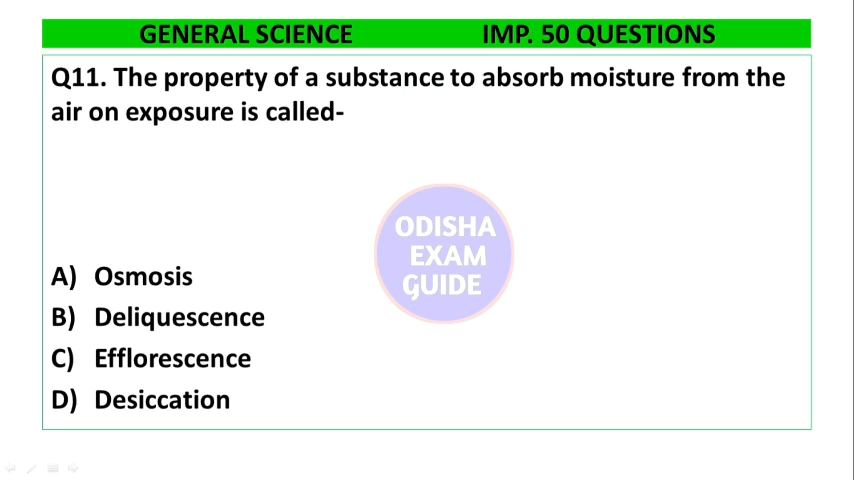 GENERAL SCIENCE IMP. 50 QUESTIONS
Q11. The property of a substance to absorb moisture from the
air on exposure is called-
ODISHA
EXAM
GUIDE
A) Osmosis
B) Deliquescence
C) Efflorescence
D) Desiccation